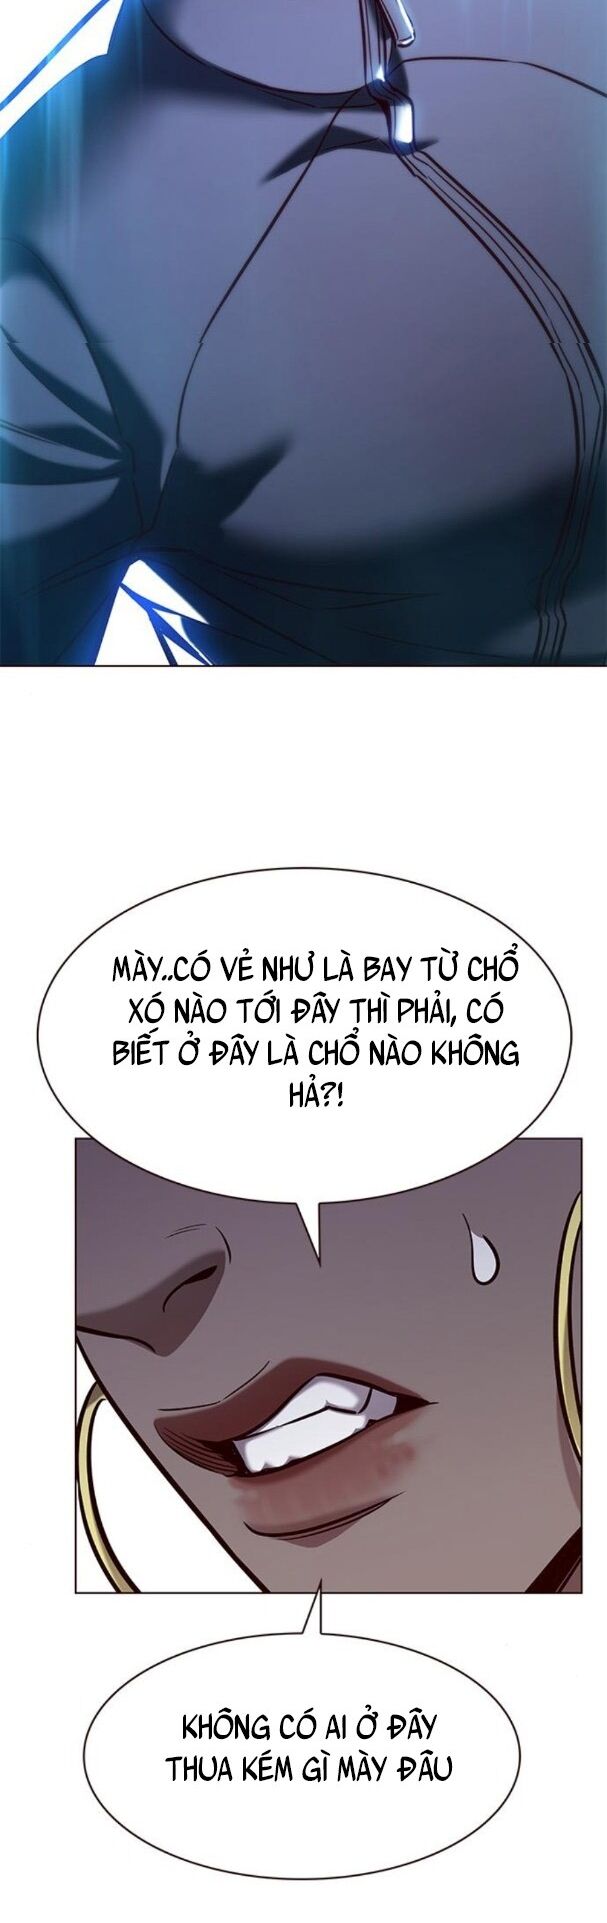 MÀY..CÓ VẺ NHƯ LÀ BAY TỪ CHỔ
XÓ NÀO TỚI ĐÂY THÌ PHẢI, CÓ
BIẾT Ở ĐÂY LÀ CHỔ NÀO KHÔNG
HẢ?!
KHÔNG CÓ AI Ở ĐÂY
THUA KÉM GÌ MÀY ĐÂU